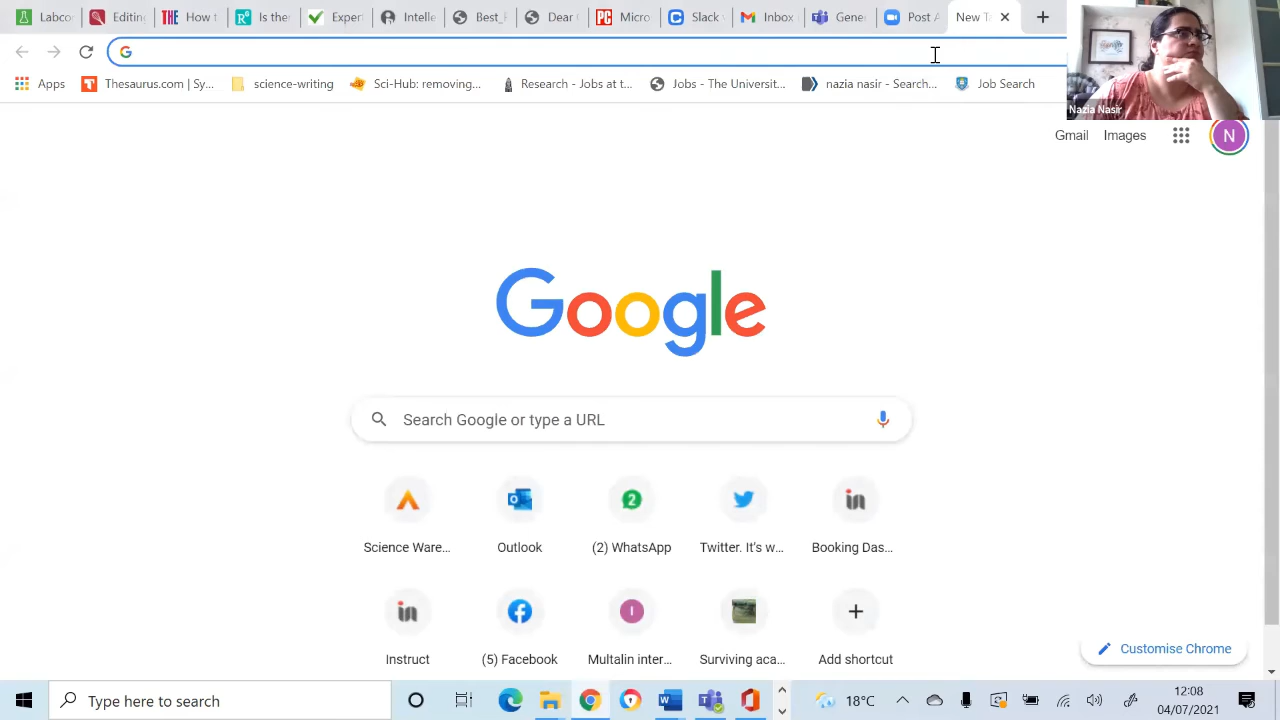 Labor Editin THE How t R Is the Exper Intelle Best_ Dear PC Micro Slack Inbox Gene Post A New T
Apps Thesaurus.com | Sy... science-writing Sci-Hub: removing... Research - Jobs at t... Jobs - The Universit... nazia nasir - Search... Job Search
Nazia Nasir
Gmail Images N
Google
Search Google or type a URL
Science Ware... Outlook (2) WhatsApp Twitter. It's w... Booking Das...
Instruct (5) Facebook Multalin inter... Surviving aca... Add shortcut
Customise Chrome
Type here to search
18°C
12:08
04/07/2021